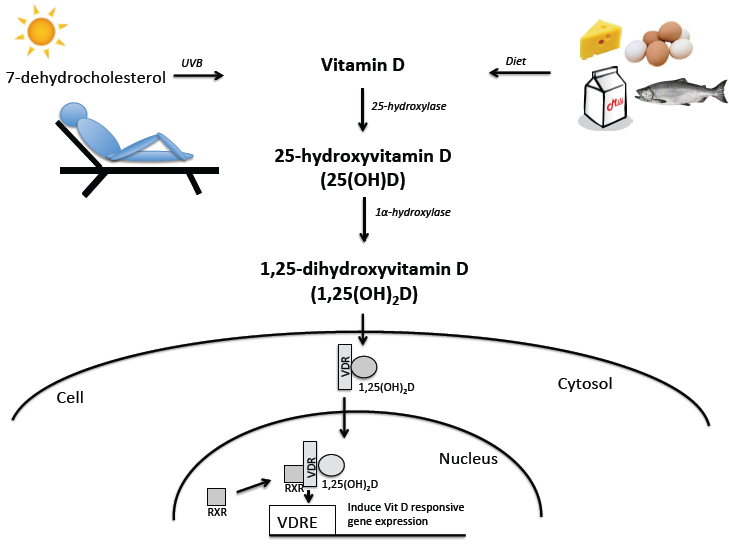 7-dehydrocholesterol
UVB
Vitamin D
Diet
Milk
25-hydroxylase
25-hydroxyvitamin D
(25(OH)D)
1α-hydroxylase
1,25-dihydroxyvitamin D
(1,25(OH)₂D)
VDR
1,25(OH)₂D
Cell
Cytosol
Nucleus
VDR
RXR
1,25(OH)₂D
RXR
VDRE
Induce Vit D responsive
gene expression